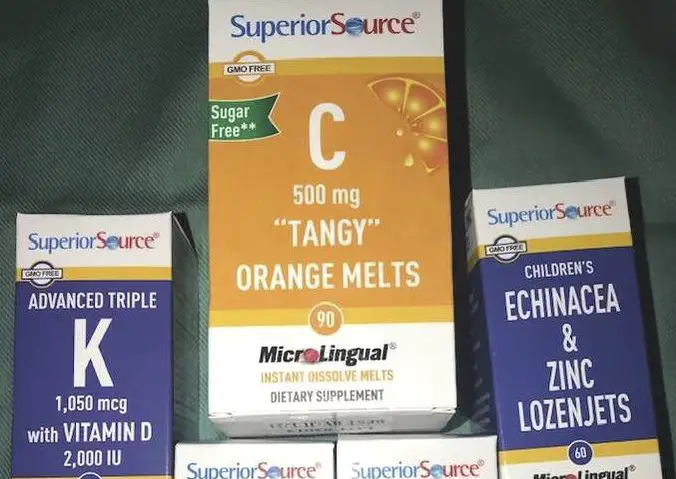 SuperiorSource®
GMO FREE
Sugar
Free**
C
500 mg
"TANGY"
ORANGE MELTS
90
MicroLingual®
INSTANT DISSOLVE MELTS
DIETARY SUPPLEMENT
SuperiorSource®
GMO FREE
ADVANCED TRIPLE
K
1,050 mcg
with VITAMIN D
2,000 IU
SuperiorSource®
GMO FREE
CHILDREN'S
ECHINACEA
&
ZINC
LOZENJETS
60
MicroLingual®
SuperiorSource®
SuperiorSource®